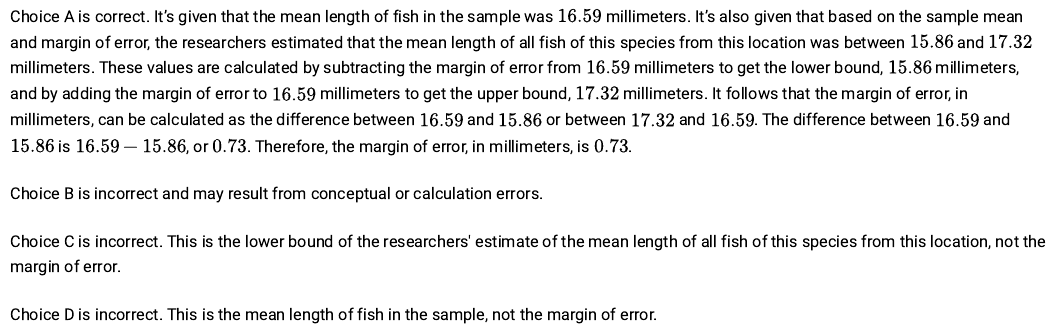 Choice A is correct. It’s given that the mean length of fish in the sample was 16.59 millimeters. It’s also given that based on the sample mean
and margin of error, the researchers estimated that the mean length of all fish of this species from this location was between 15.86 and 17.32
millimeters. These values are calculated by subtracting the margin of error from 16.59 millimeters to get the lower bound, 15.86 millimeters,
and by adding the margin of error to 16.59 millimeters to get the upper bound, 17.32 millimeters. It follows that the margin of error, in
millimeters, can be calculated as the difference between 16.59 and 15.86 or between 17.32 and 16.59. The difference between 16.59 and
15.86 is 16.59 − 15.86, or 0.73. Therefore, the margin of error, in millimeters, is 0.73.
Choice B is incorrect and may result from conceptual or calculation errors.
Choice C is incorrect. This is the lower bound of the researchers' estimate of the mean length of all fish of this species from this location, not the
margin of error.
Choice D is incorrect. This is the mean length of fish in the sample, not the margin of error.